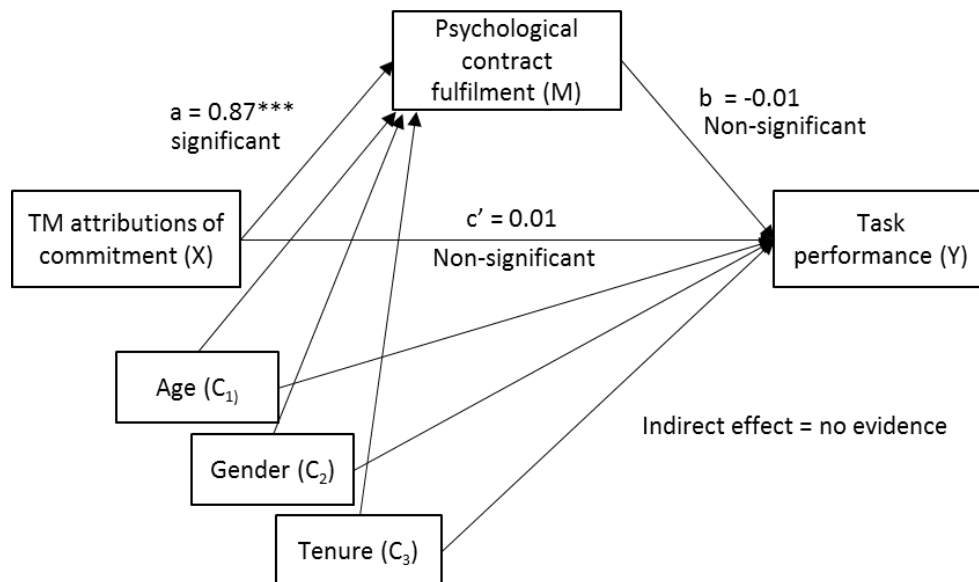 Psychological
contract
fulfilment (M)
a = 0.87***
significant
b = -0.01
Non-significant
TM attributions of
commitment (X)
c’ = 0.01
Non-significant
Task
performance (Y)
Age (C₁₎
Gender (C₂)
Tenure (C₃)
Indirect effect = no evidence